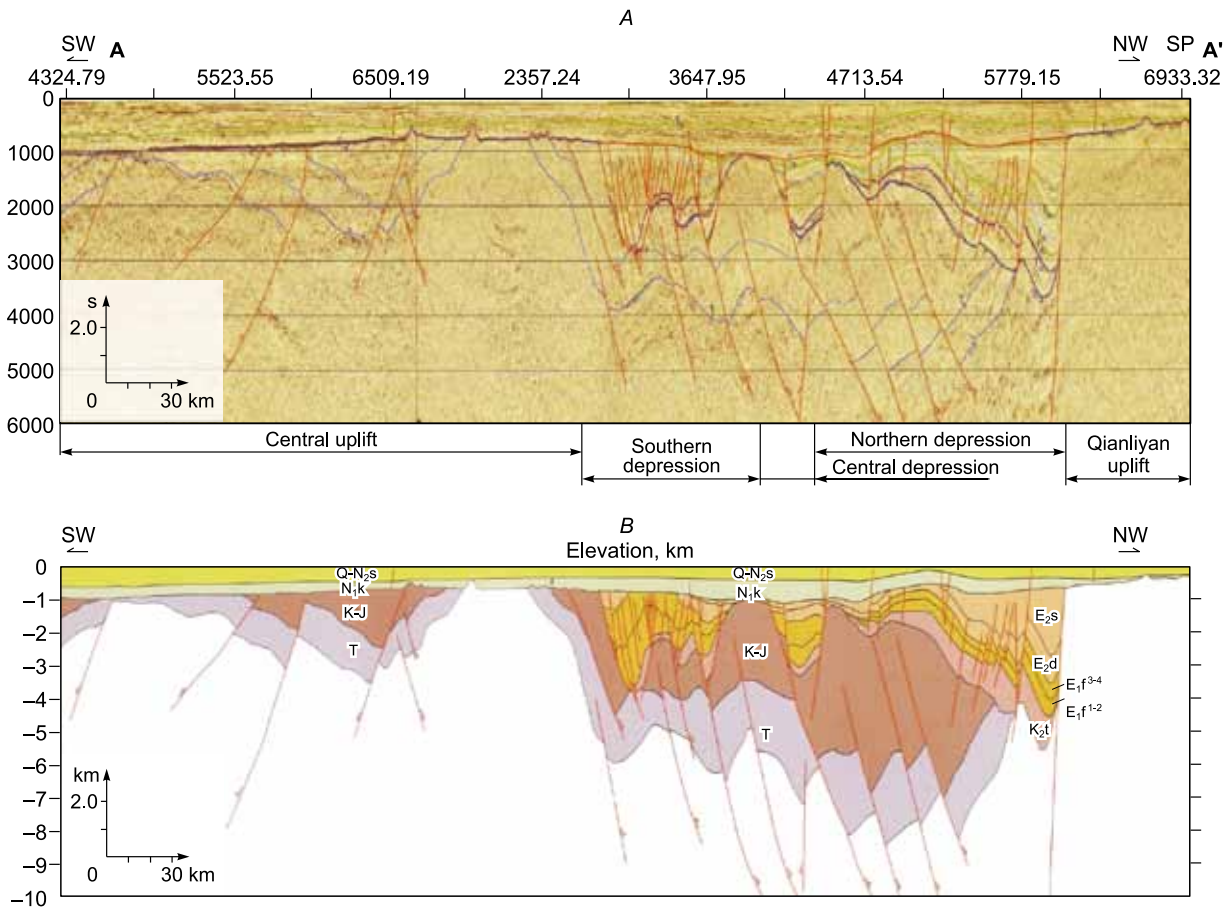 A
SW A NW SP A'
4324.79 5523.55 6509.19 2357.24 3647.95 4713.54 5779.15 6933.32
0
1000
2000
3000
4000
5000
6000
s
2.0
0 30 km
Central uplift
Southern
depression
Northern depression
Central depression
Qianliyan
uplift
B
SW NW
Elevation, km
0
–1
–2
–3
–4
–5
–6
–7
–8
–9
–10
Q-N₂s Q-N₂s
N₁k N₁k
K-J K-J
T T
E₂s
E₂d
E₁f³⁻⁴
E₁f¹⁻²
K₂t
km
2.0
0 30 km